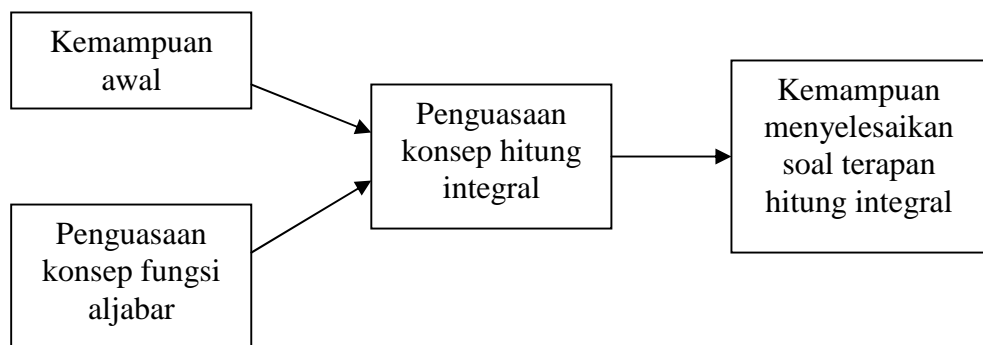 Kemampuan
awal
Penguasaan
konsep fungsi
aljabar
Penguasaan
konsep hitung
integral
Kemampuan
menyelesaikan
soal terapan
hitung integral